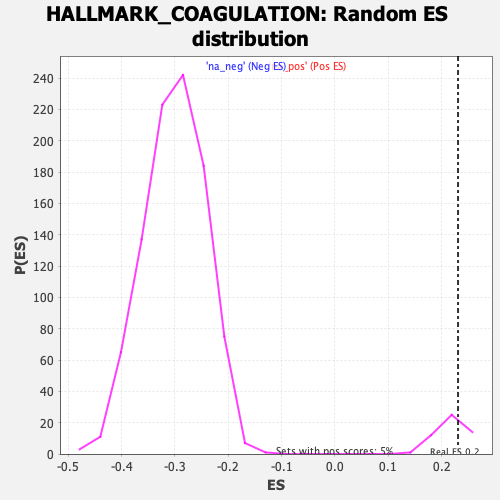 HALLMARK_COAGULATION: Random ES
distribution
'na_neg' (Neg ES) pos' (Pos ES)
240
220
200
180
160
140
120
100
80
60
40
20
0
P(ES)
Sets with pos scores: 5%
Real ES 0.2
-0.5 -0.4 -0.3 -0.2 -0.1 0.0 0.1 0.2
ES